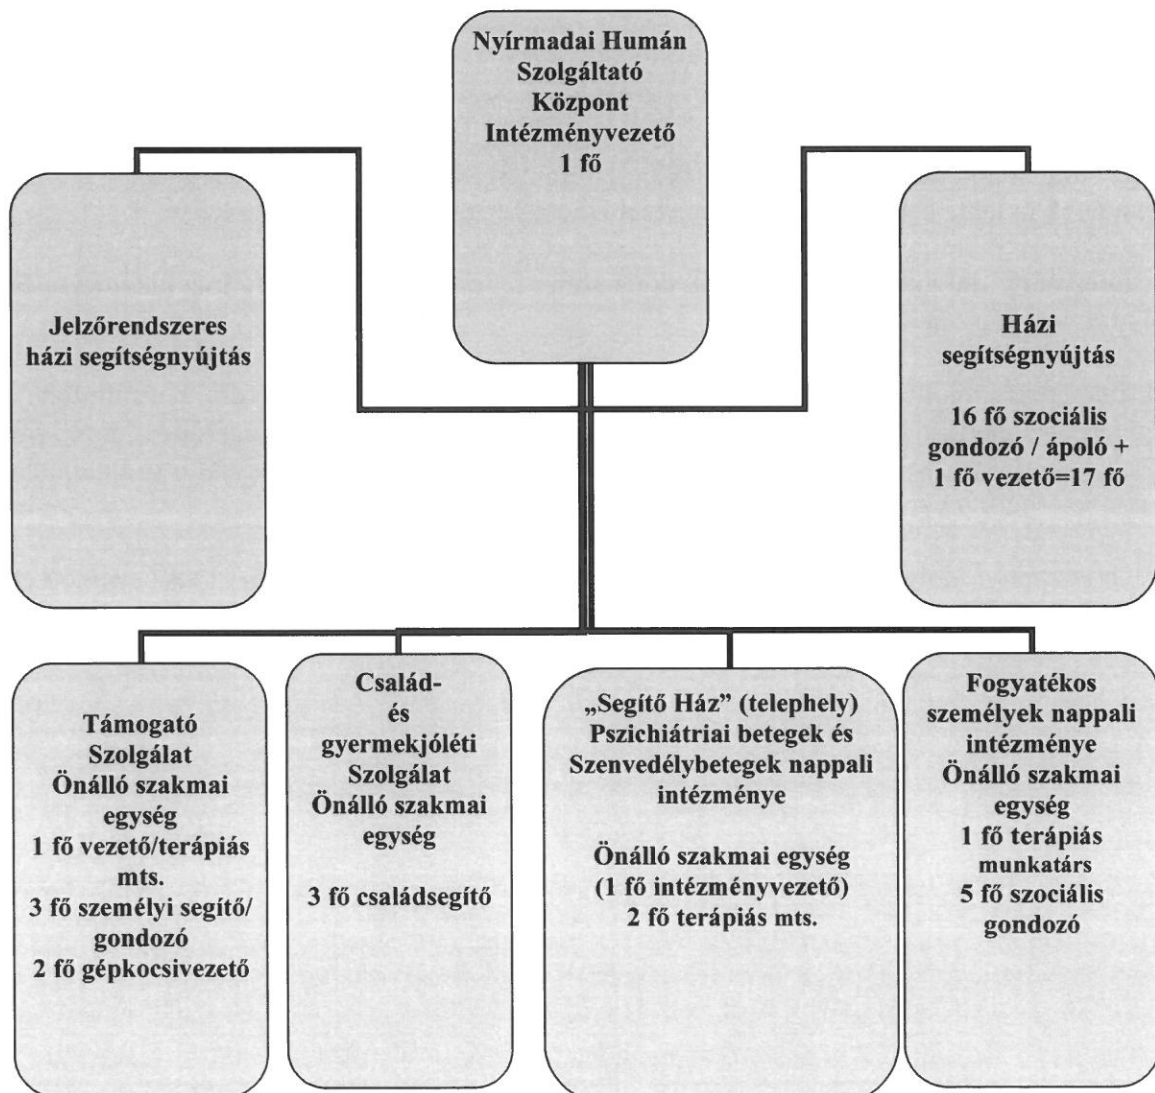 Nyírmadai Humán
Szolgáltató
Központ
Intézményvezető
1 fő
Jelzőrendszeres
házi segítségnyújtás
Házi
segítségnyújtás
16 fő szociális
gondozó / ápoló +
1 fő vezető=17 fő
Támogató
Szolgálat
Önálló szakmai
egység
1 fő vezető/terápiás
mts.
3 fő személyi segítő/
gondozó
2 fő gépkocsivezető
Család-
és
gyermekjóléti
Szolgálat
Önálló szakmai
egység
3 fő családsegítő
„Segítő Ház” (telephely)
Pszichiátriai betegek és
Szenvedélybetegek nappali
intézménye
Önálló szakmai egység
(1 fő intézményvezető)
2 fő terápiás mts.
Fogyatékos
személyek nappali
intézménye
Önálló szakmai
egység
1 fő terápiás
munkatárs
5 fő szociális
gondozó